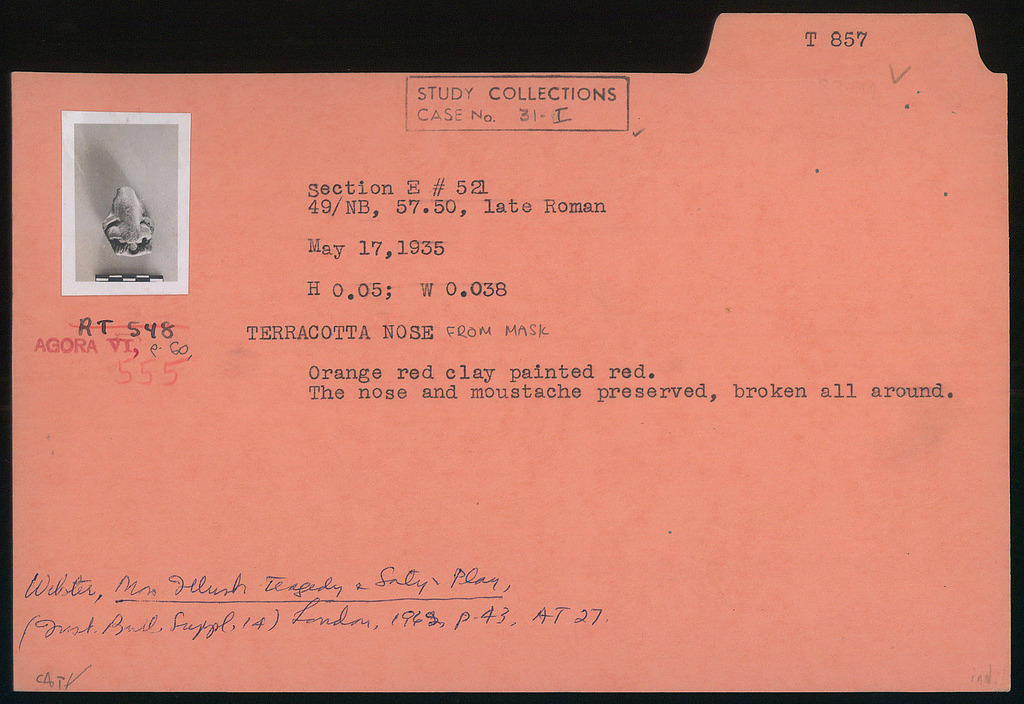 T 857
STUDY COLLECTIONS
CASE No. 31-I
Section E # 521
49/NB, 57.50, late Roman
May 17,1935
H 0.05; W 0.038
RT 548
AGORA VI, p. 60,
555
TERRACOTTA NOSE FROM MASK
Orange red clay painted red.
The nose and moustache preserved, broken all around.
Webster, Mon Illustr Tragedy & Satyr Play,
(Inst. Bull. Suppl. 14) London, 1962, p. 43, AT 27.